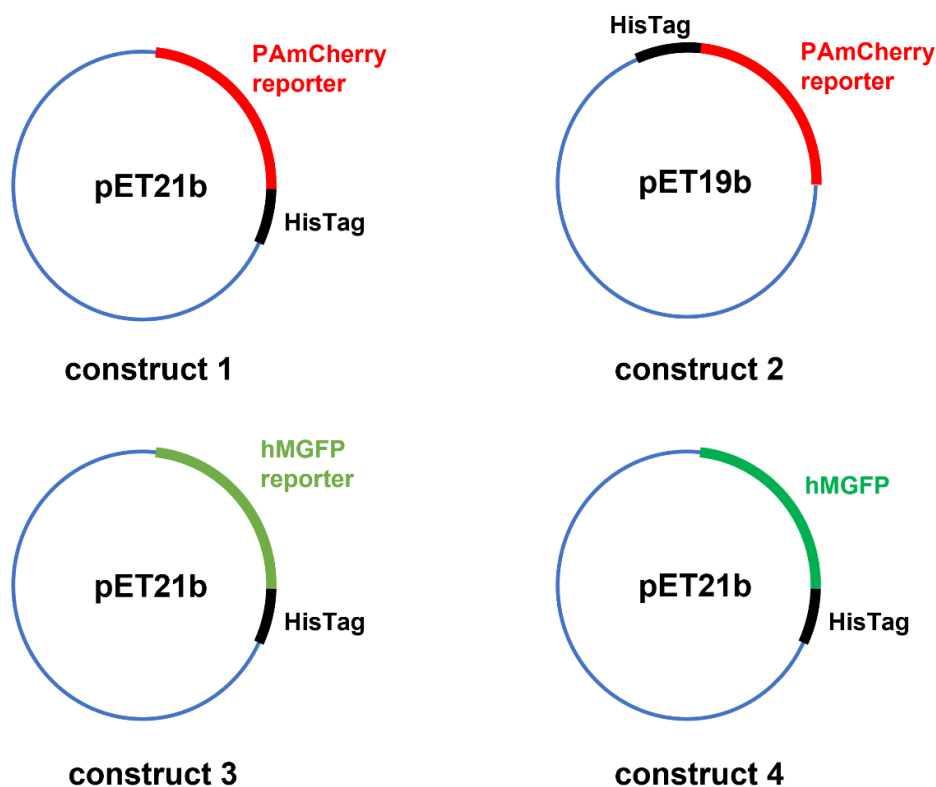 PAmCherry
reporter
pET21b
HisTag
construct 1
HisTag
PAmCherry
reporter
pET19b
construct 2
hMGFP
reporter
pET21b
HisTag
construct 3
hMGFP
pET21b
HisTag
construct 4